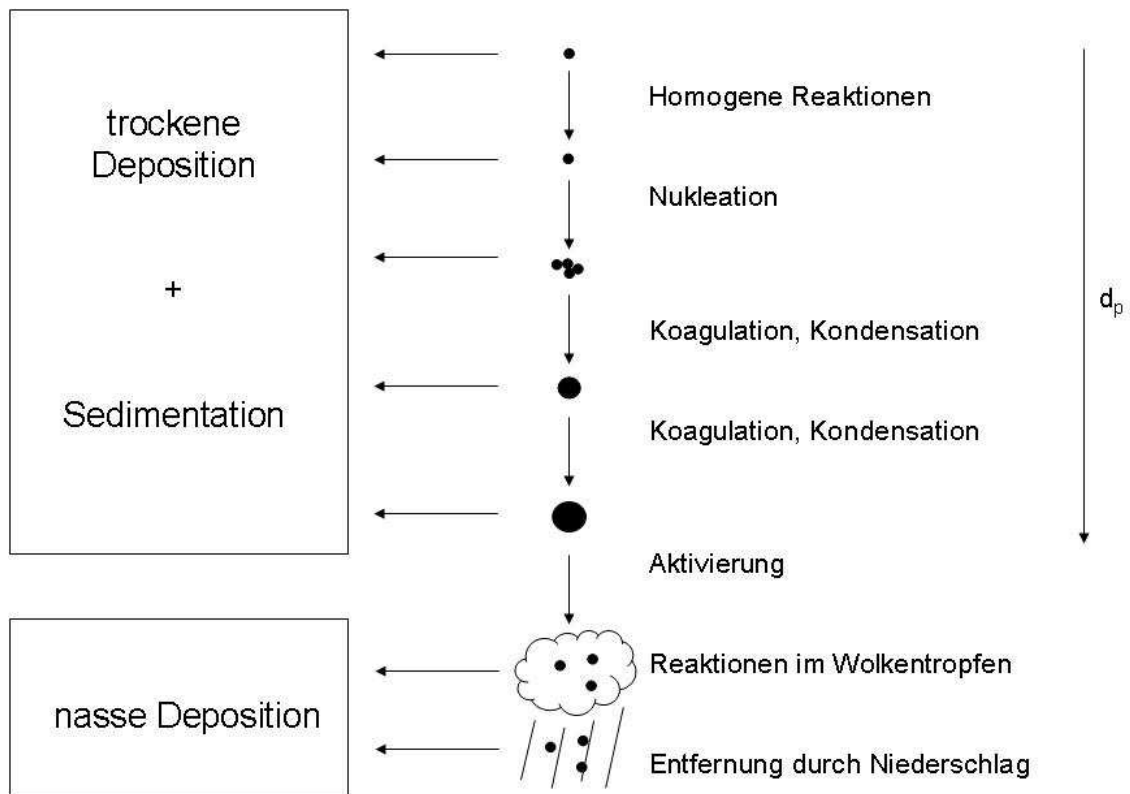 trockene
Deposition
+
Sedimentation
nasse Deposition
Homogene Reaktionen
Nukleation
Koagulation, Kondensation
Koagulation, Kondensation
Aktivierung
Reaktionen im Wolkentropfen
Entfernung durch Niederschlag
dp